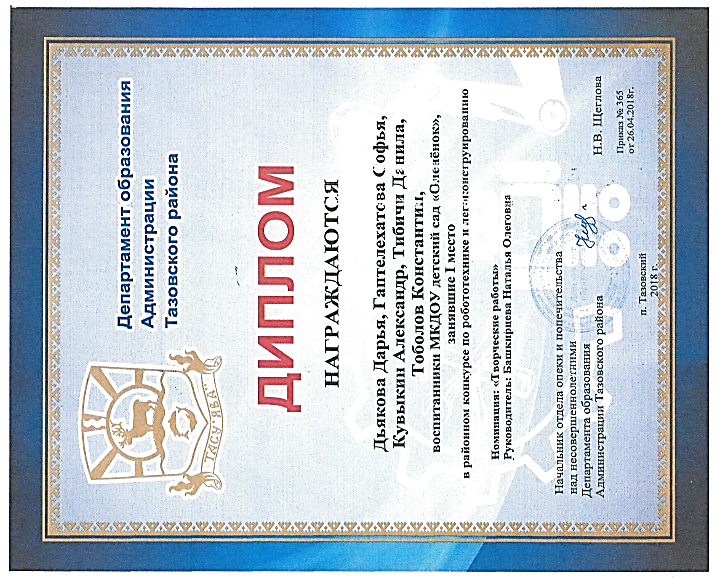 Департамент образования
Администрации
Тазовского района
ТАСУ' ЯВА'
ДИПЛОМ
НАГРАЖДАЮТСЯ
Дьякова Дарья, Гаптелехатова Софья,
Кувыкин Александр, Тибичи Данила,
Тоболов Константин,
воспитанники МКДОУ детский сад «Оленёнок»,
занявшие I место
в районном конкурсе по робототехнике и легоконструированию
Номинация: «Творческие работы»
Руководитель: Башкирцева Наталья Олеговна
Начальник отдела опеки и попечительства
над несовершеннолетними
Департамента образования
Администрации Тазовского района
Н.В. Щеглова
Приказ № 365
от 26.04.2018г.
п. Тазовский
2018 г.